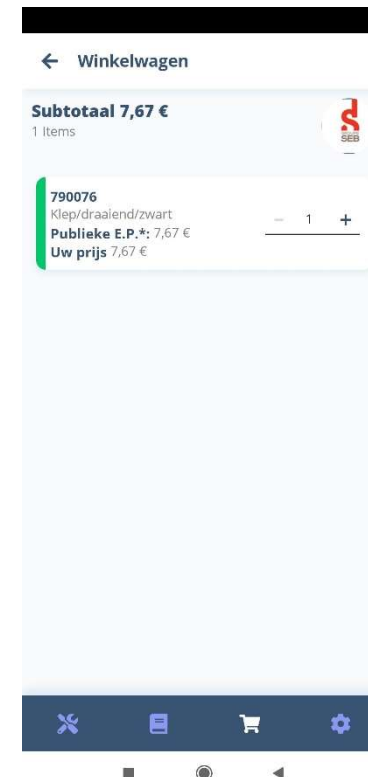 Winkelwagen
Subtotaal 7,67 €
1 Items
SEB
790076
Klep/draaiend/zwart
Publieke E.P.*: 7,67 €
Uw prijs 7,67 €
− 1 +